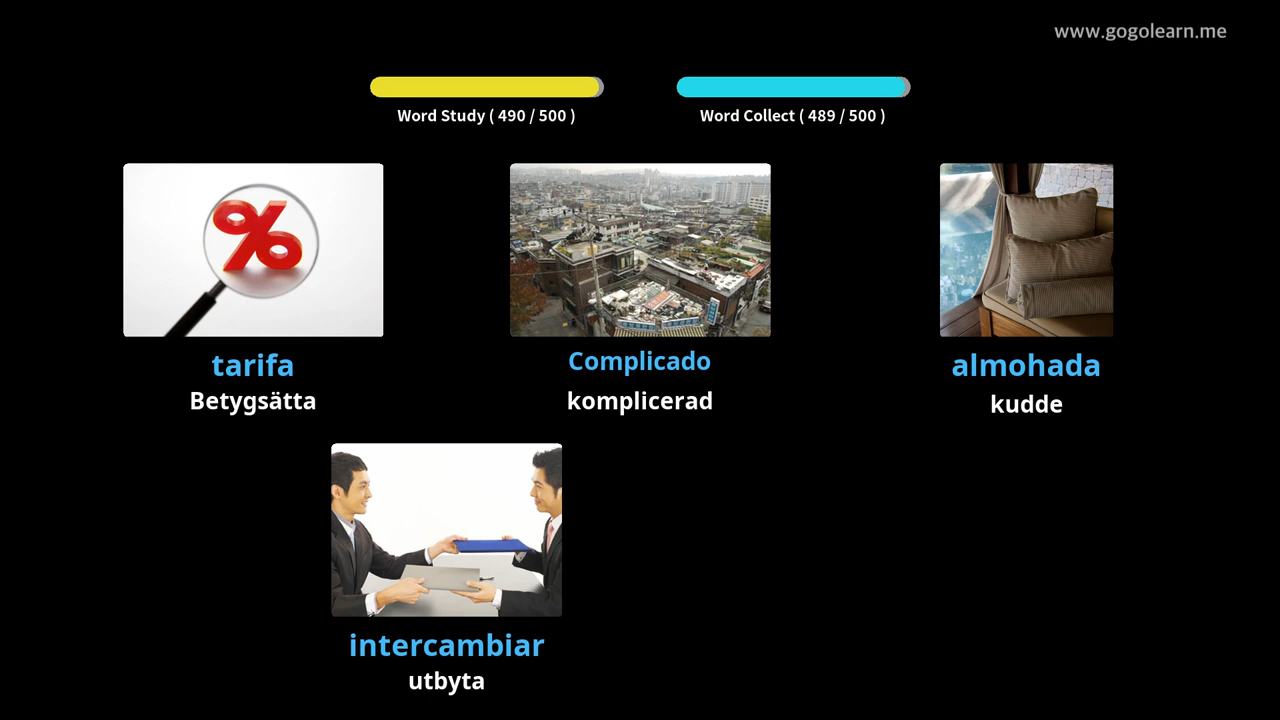 www.gogolearn.me
Word Study ( 490 / 500 )
Word Collect ( 489 / 500 )
%
tarifa
Betygsätta
Complicado
komplicerad
almohada
kudde
intercambiar
utbyta